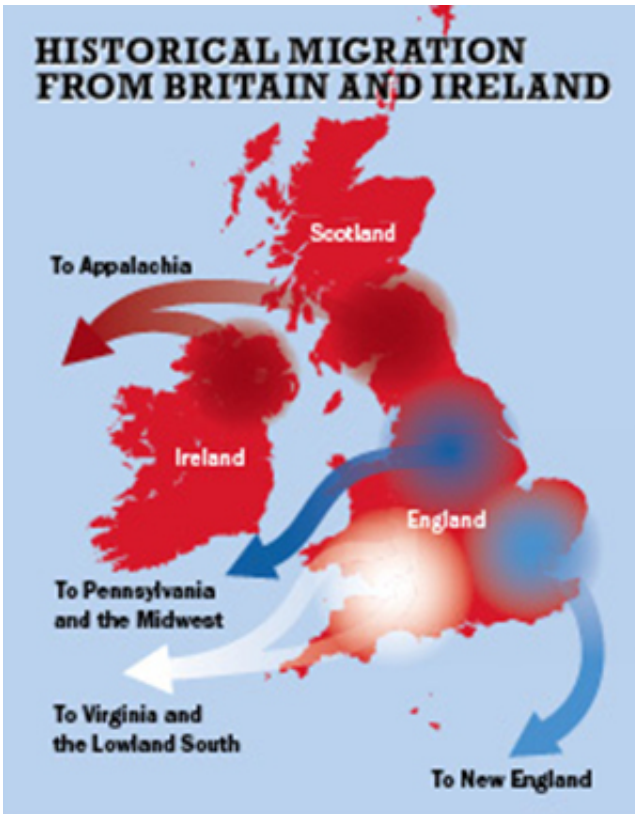 HISTORICAL MIGRATION
FROM BRITAIN AND IRELAND
Scotland
To Appalachia
Ireland
England
To Pennsylvania
and the Midwest
To Virginia and
the Lowland South
To New England